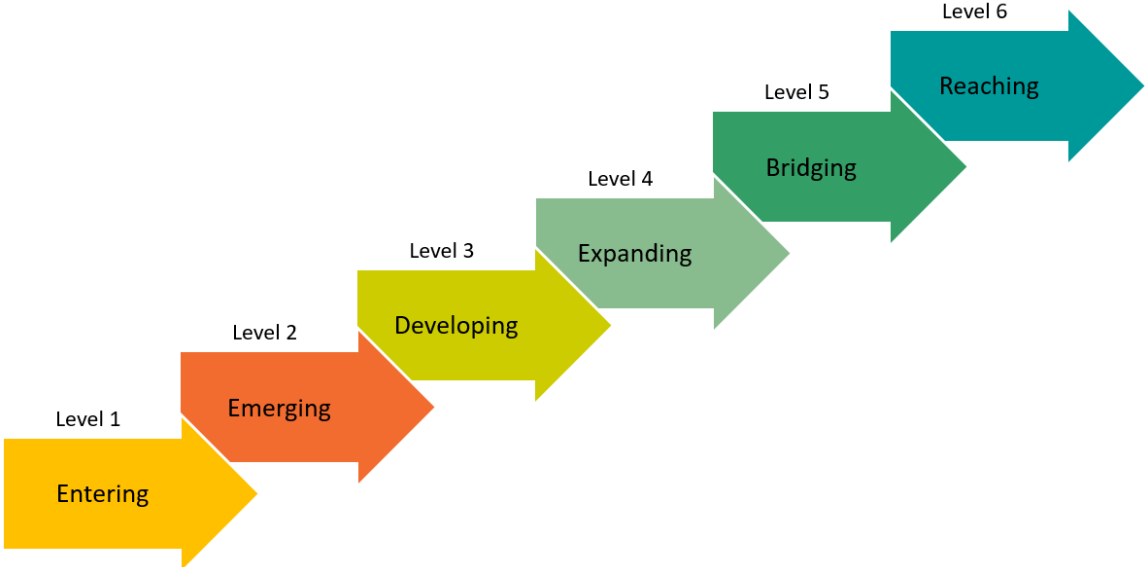 Level 6
Reaching
Level 5
Bridging
Level 4
Expanding
Level 3
Developing
Level 2
Emerging
Level 1
Entering